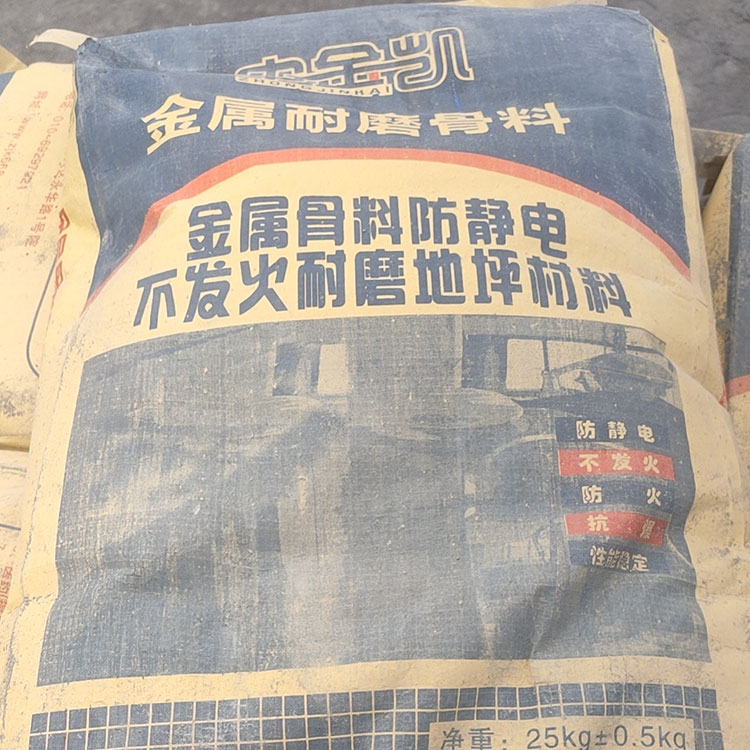 中金凯
ZHONGJINKAI
金属耐磨骨料
金属骨料防静电
不发火耐磨地坪材料
防静电
不发火
防火
抗爆
性能稳定
净重：25kg±0.5kg